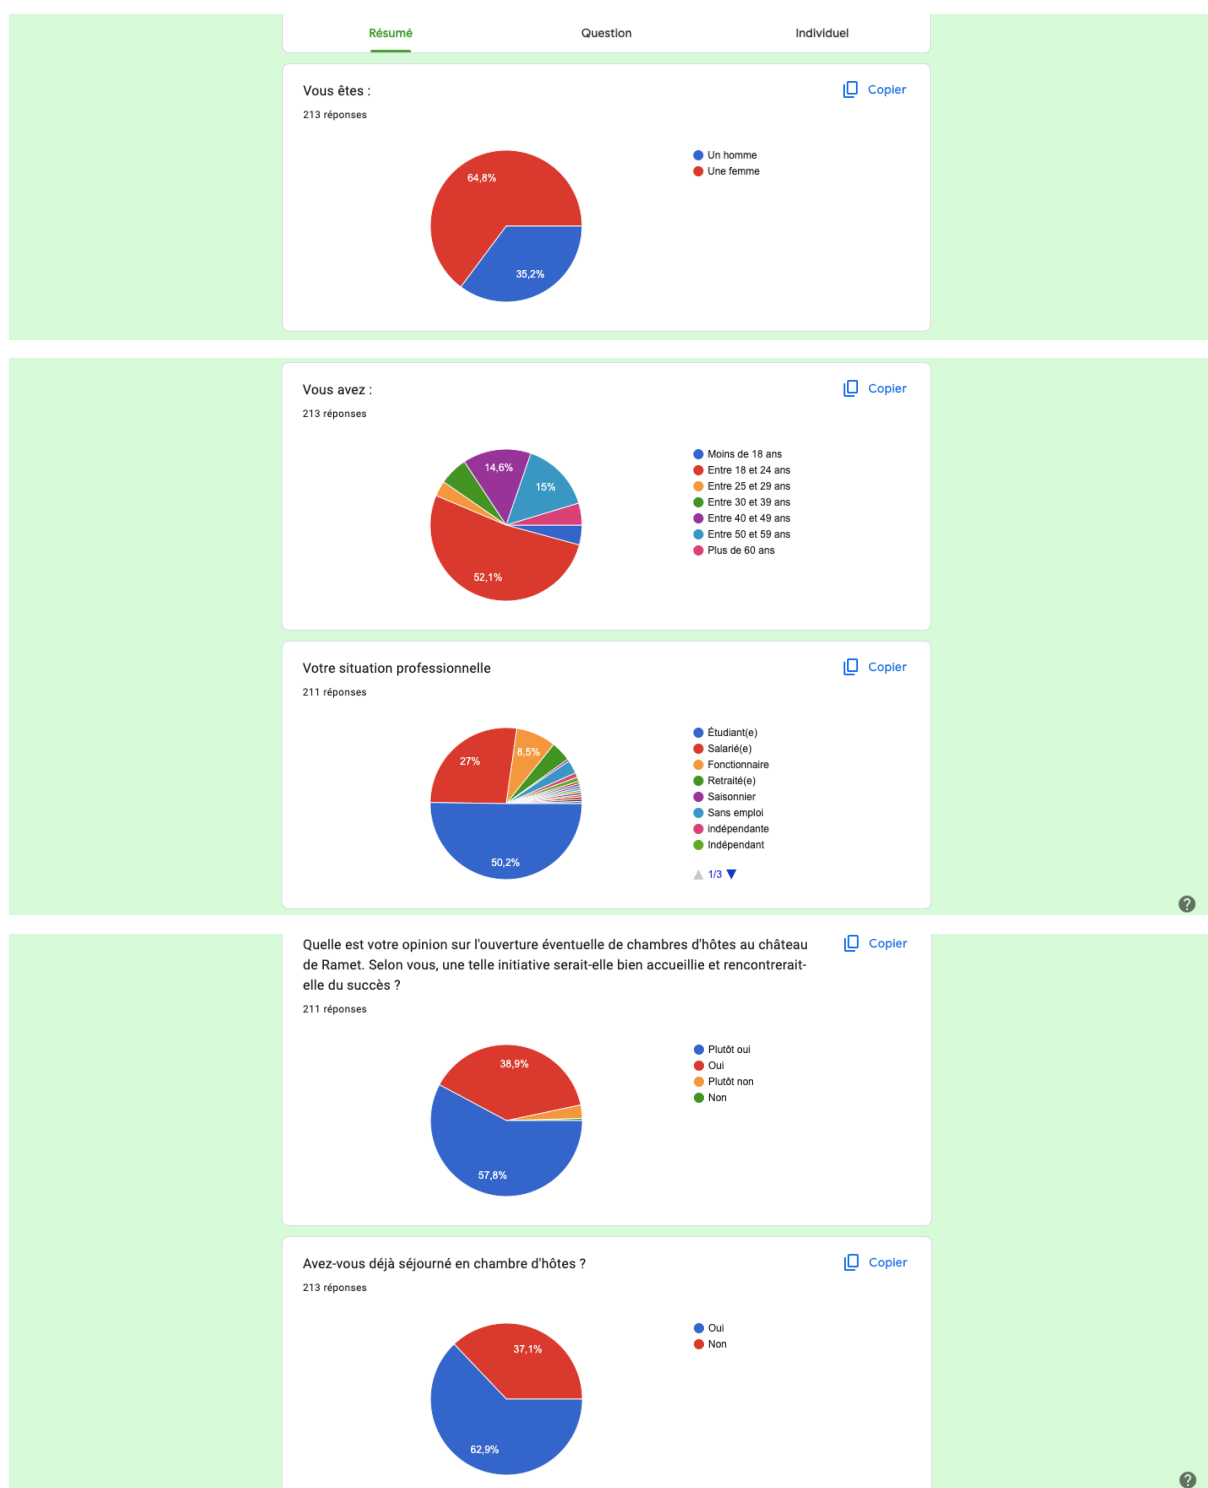 Résumé
Question
Individuel
Vous êtes :
Copier
213 réponses
Un homme
Une femme
64,8%
35,2%
Vous avez :
Copier
213 réponses
Moins de 18 ans
Entre 18 et 24 ans
Entre 25 et 29 ans
Entre 30 et 39 ans
Entre 40 et 49 ans
Entre 50 et 59 ans
Plus de 60 ans
14,6%
15%
52,1%
Votre situation professionnelle
Copier
211 réponses
Étudiant(e)
Salarié(e)
Fonctionnaire
Retraité(e)
Saisonnier
Sans emploi
indépendante
Indépendant
1/3
8,5%
27%
50,2%
Quelle est votre opinion sur l'ouverture éventuelle de chambres d'hôtes au château
de Ramet. Selon vous, une telle initiative serait-elle bien accueillie et rencontrerait-
elle du succès ?
Copier
211 réponses
Plutôt oui
Oui
Plutôt non
Non
38,9%
57,8%
Avez-vous déjà séjourné en chambre d'hôtes ?
Copier
213 réponses
Oui
Non
37,1%
62,9%